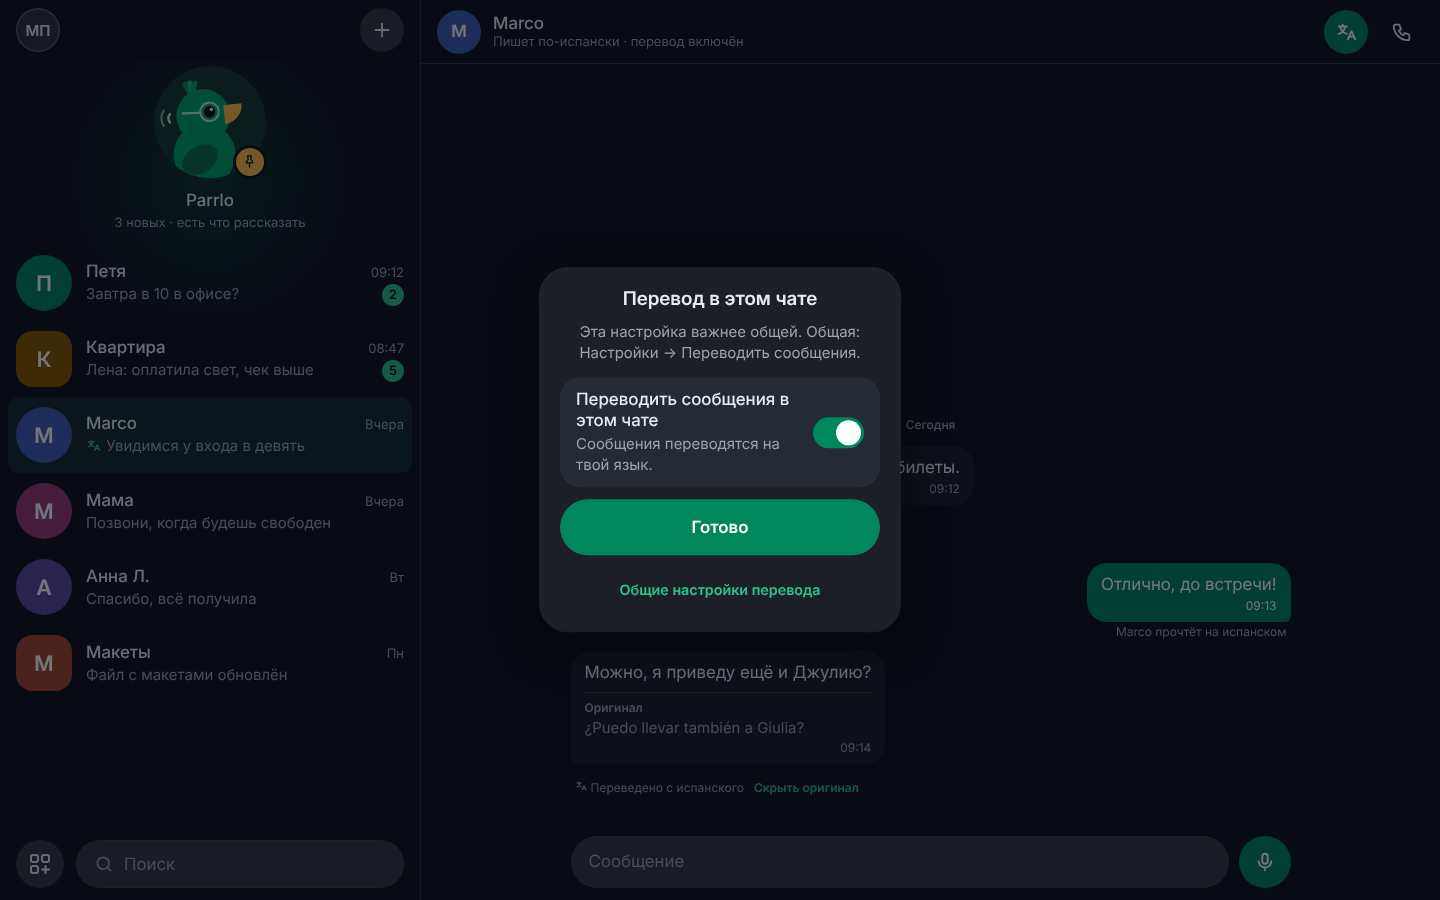 МП
Parrlo
3 новых · есть что рассказать
П
Петя
09:12
Завтра в 10 в офисе?
2
К
Квартира
08:47
Лена: оплатила свет, чек выше
5
M
Marco
Вчера
Увидимся у входа в девять
М
Мама
Вчера
Позвони, когда будешь свободен
А
Анна Л.
Вт
Спасибо, всё получила
М
Макеты
Пн
Файл с макетами обновлён
Поиск
M
Marco
Пишет по-испански · перевод включён
Сегодня
билеты.
09:12
Отлично, до встречи!
09:13
Marco прочтёт на испанском
Перевод в этом чате
Эта настройка важнее общей. Общая:
Настройки → Переводить сообщения.
Переводить сообщения в
этом чате
Сообщения переводятся на
твой язык.
Готово
Общие настройки перевода
Можно, я приведу ещё и Джулию?
Оригинал
¿Puedo llevar también a Giulia?
09:14
Переведено с испанского Скрыть оригинал
Сообщение